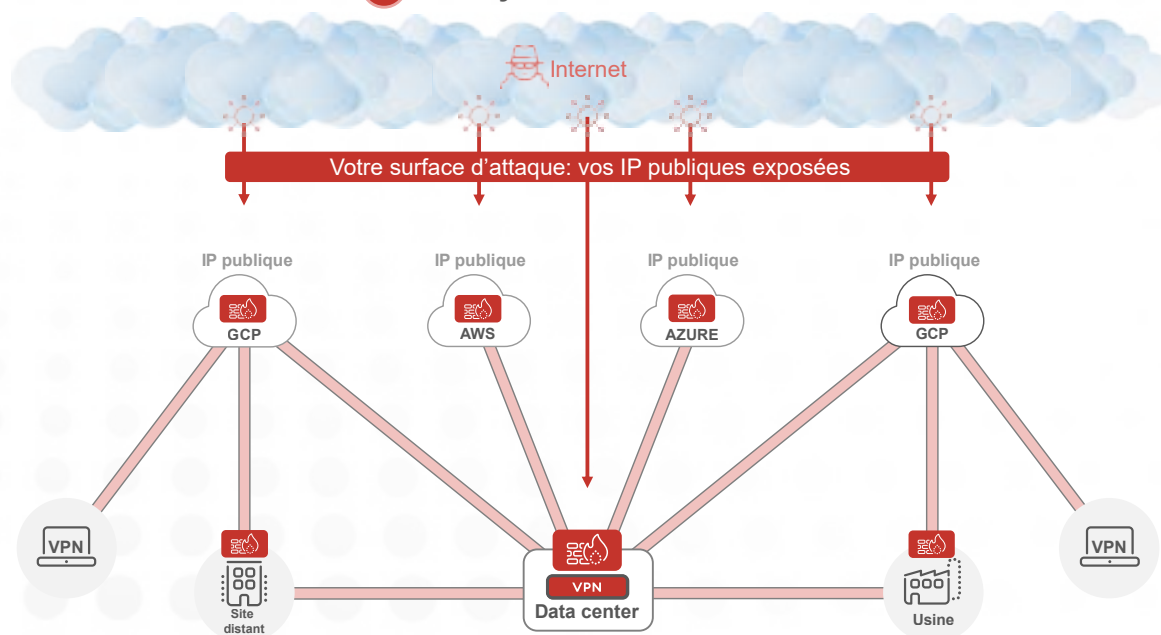 Internet
Votre surface d'attaque: vos IP publiques exposées
IP publique
IP publique
IP publique
IP publique
GCP
AWS
AZURE
GCP
VPN
VPN
VPN
Site
distant
Data center
Usine